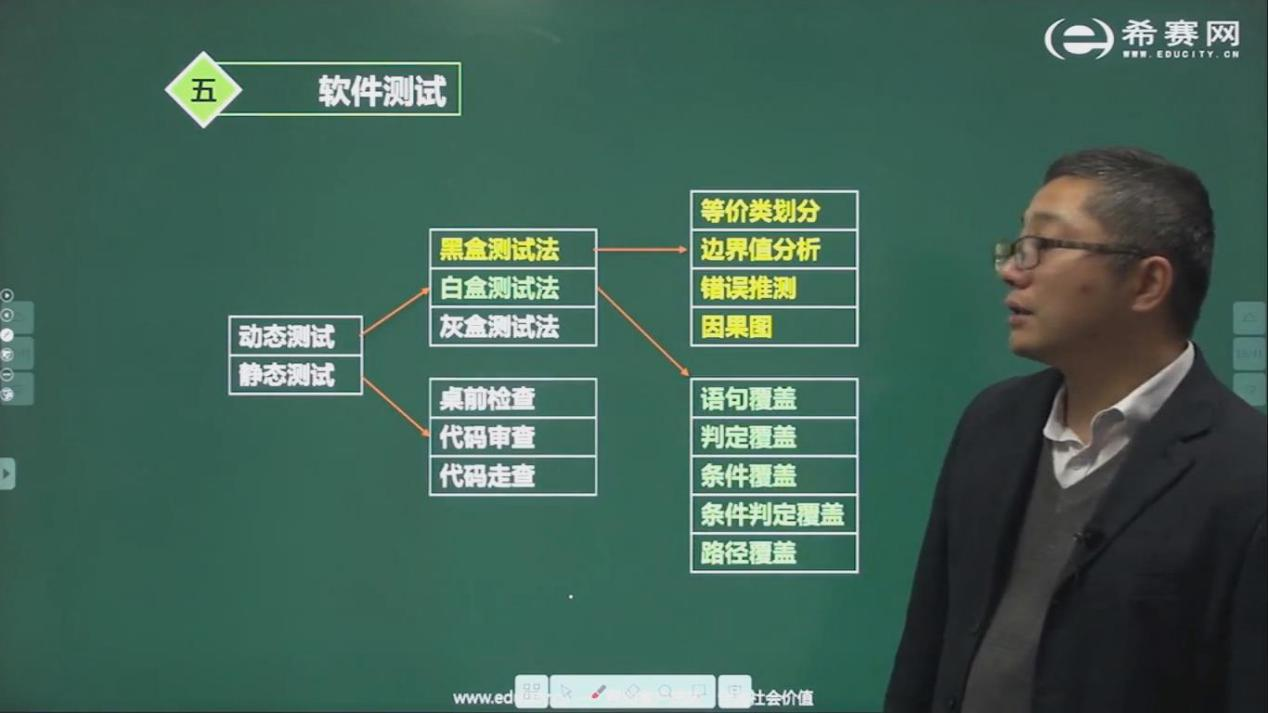 希赛网
WWW.EDUCITY.CN
五
软件测试
动态测试
静态测试
黑盒测试法
白盒测试法
灰盒测试法
桌前检查
代码审查
代码走查
等价类划分
边界值分析
错误推测
因果图
语句覆盖
判定覆盖
条件覆盖
条件判定覆盖
路径覆盖
www.edu
社会价值